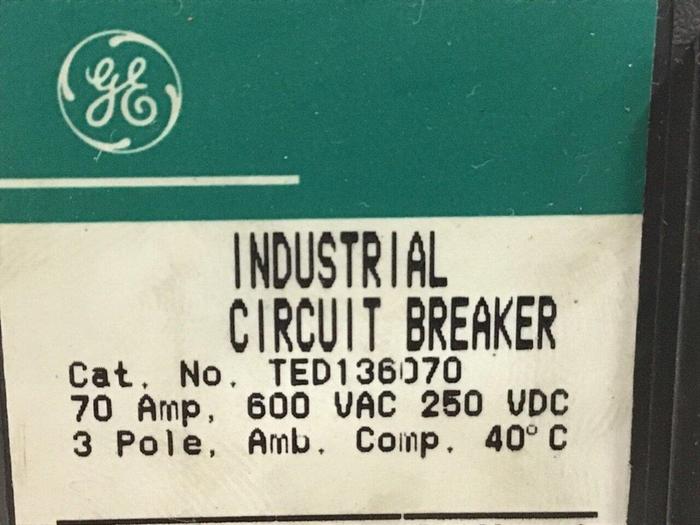 GE
INDUSTRIAL
CIRCUIT BREAKER
Cat. No. TED136070
70 Amp, 600 VAC 250 VDC
3 Pole, Amb. Comp. 40° C